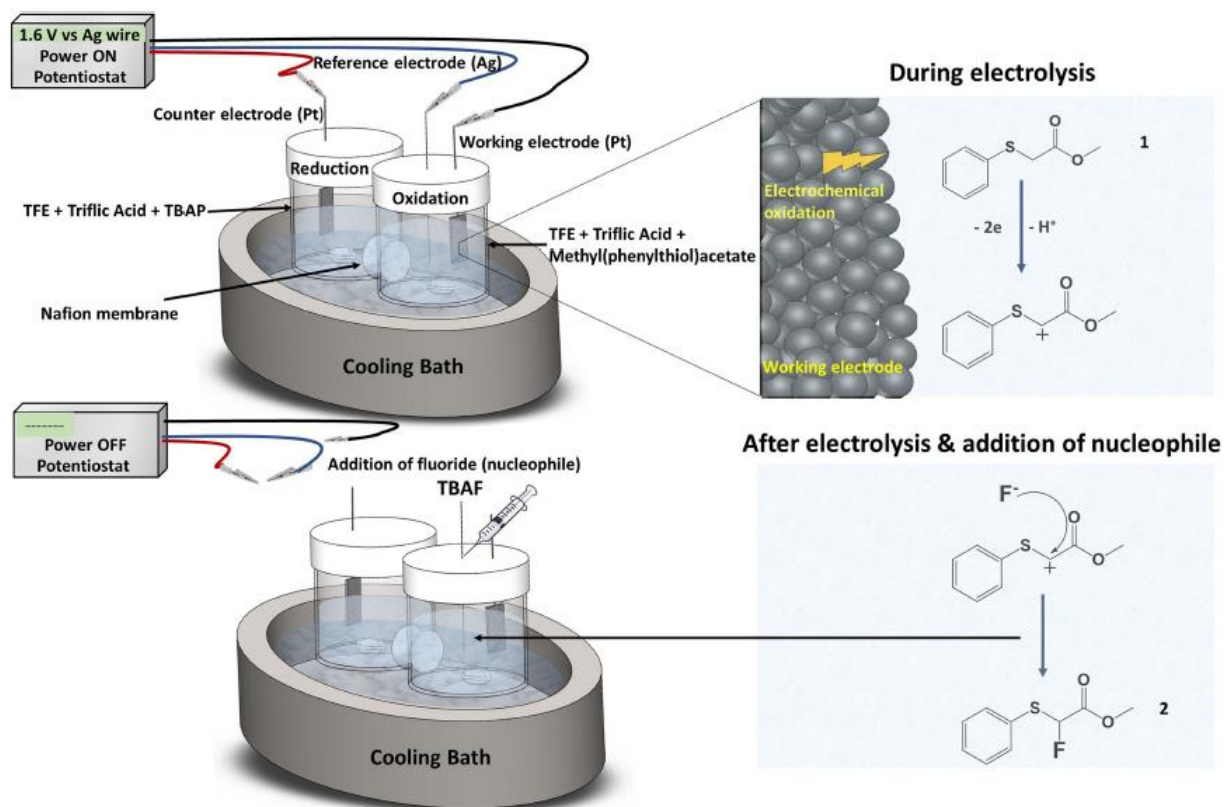 1.6 V vs Ag wire
Power ON
Potentiostat
Reference electrode (Ag)
Counter electrode (Pt)
Working electrode (Pt)
Reduction
Oxidation
TFE + Triflic Acid + TBAP
TFE + Triflic Acid +
Methyl(phenylthiol)acetate
Nafion membrane
Cooling Bath
During electrolysis
Electrochemical
oxidation
Working electrode
S
O
O
1
- 2e
- H⁺
S
O
O
+
-------
Power OFF
Potentiostat
Addition of fluoride (nucleophile)
TBAF
Cooling Bath
After electrolysis & addition of nucleophile
F⁻
S
O
O
+
S
O
O
2
F